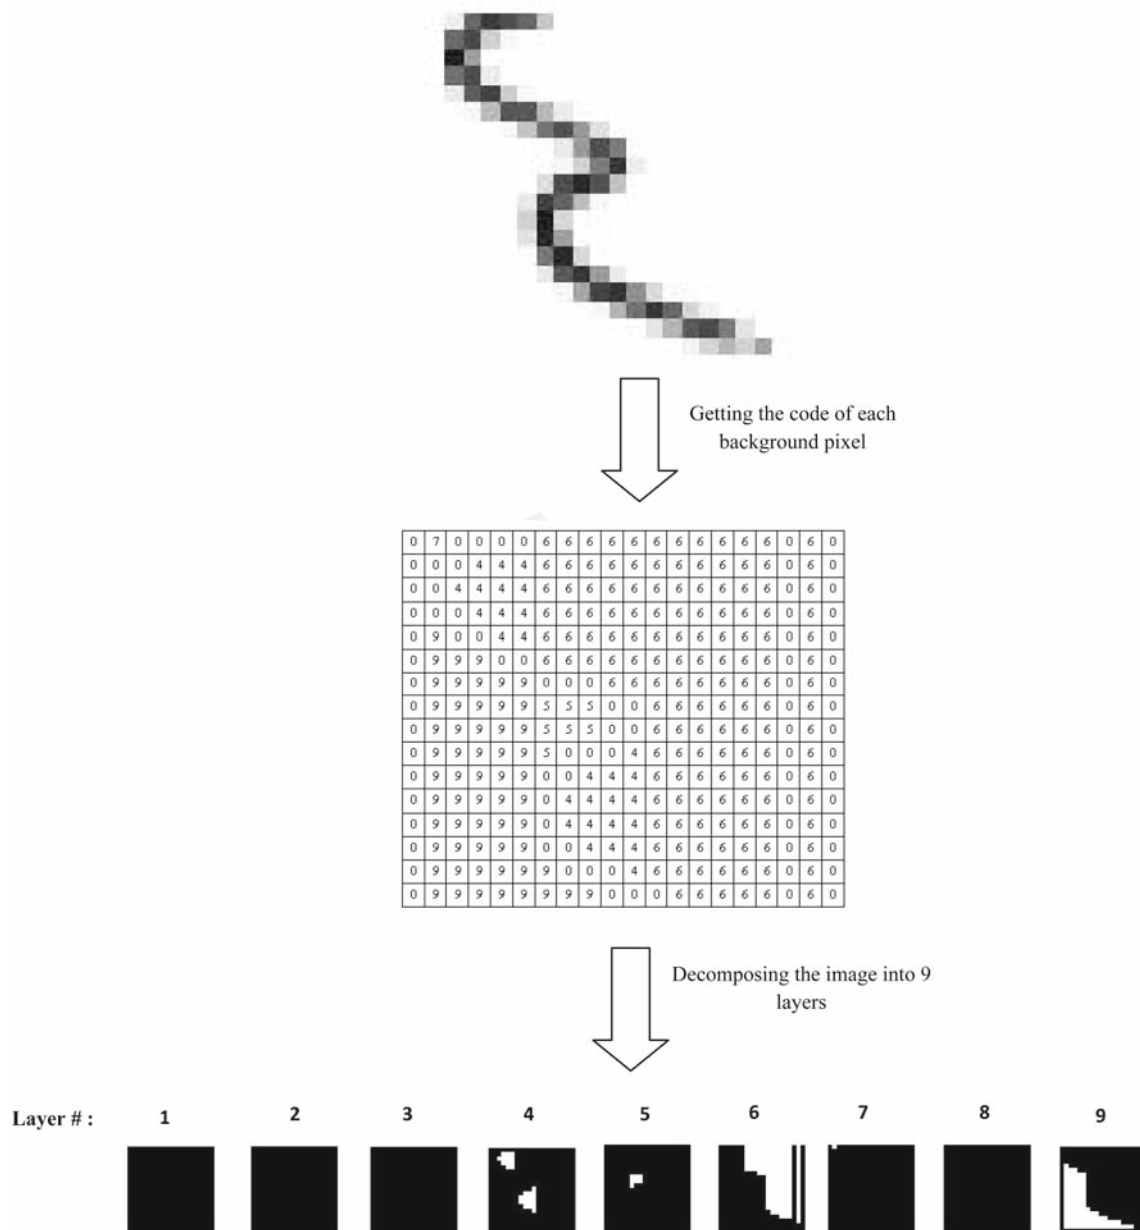 Getting the code of each
background pixel
0 7 0 0 0 0 6 6 6 6 6 6 6 6 6 6 6 0 6 0
0 0 0 4 4 4 6 6 6 6 6 6 6 6 6 6 6 0 6 0
0 0 4 4 4 4 6 6 6 6 6 6 6 6 6 6 6 0 6 0
0 0 0 4 4 4 6 6 6 6 6 6 6 6 6 6 6 0 6 0
0 9 0 0 4 4 6 6 6 6 6 6 6 6 6 6 6 0 6 0
0 9 9 9 0 0 6 6 6 6 6 6 6 6 6 6 6 0 6 0
0 9 9 9 9 9 0 0 0 6 6 6 6 6 6 6 6 0 6 0
0 9 9 9 9 9 5 5 5 0 0 6 6 6 6 6 6 0 6 0
0 9 9 9 9 9 5 5 5 0 0 6 6 6 6 6 6 0 6 0
0 9 9 9 9 9 5 0 0 0 4 6 6 6 6 6 6 0 6 0
0 9 9 9 9 9 0 0 4 4 4 6 6 6 6 6 6 0 6 0
0 9 9 9 9 9 0 4 4 4 4 6 6 6 6 6 6 0 6 0
0 9 9 9 9 9 0 4 4 4 4 6 6 6 6 6 6 0 6 0
0 9 9 9 9 9 0 0 4 4 4 6 6 6 6 6 6 0 6 0
0 9 9 9 9 9 9 0 0 0 4 6 6 6 6 6 6 0 6 0
0 9 9 9 9 9 9 9 9 0 0 0 6 6 6 6 6 0 6 0
Decomposing the image into 9
layers
Layer # : 1 2 3 4 5 6 7 8 9